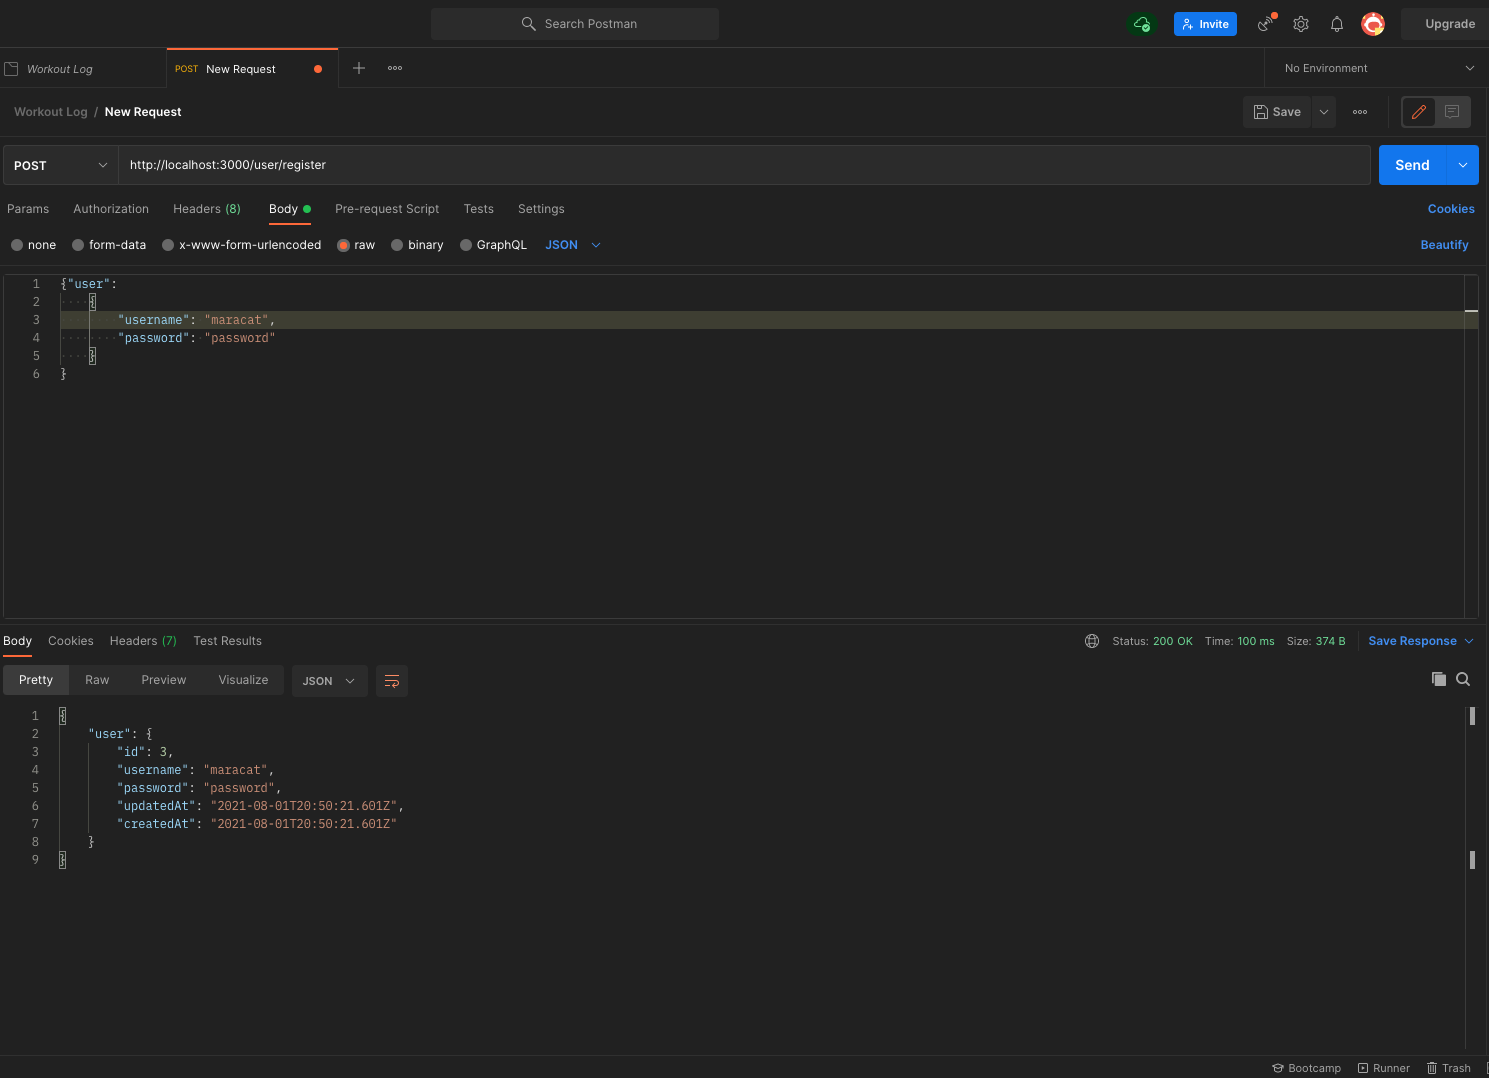 Search Postman
Invite
Upgrade
Workout Log
POST New Request
No Environment
Workout Log / New Request
Save
POST
http://localhost:3000/user/register
Send
Params Authorization Headers (8) Body Pre-request Script Tests Settings Cookies
none form-data x-www-form-urlencoded raw binary GraphQL JSON Beautify
1 {"user":
2 {
3 "username": "maracat",
4 "password": "password"
5 }
6 }
Body Cookies Headers (7) Test Results Status: 200 OK Time: 100 ms Size: 374 B Save Response
Pretty Raw Preview Visualize JSON
1 {
2 "user": {
3 "id": 3,
4 "username": "maracat",
5 "password": "password",
6 "updatedAt": "2021-08-01T20:50:21.601Z",
7 "createdAt": "2021-08-01T20:50:21.601Z"
8 }
9 }
Bootcamp Runner Trash